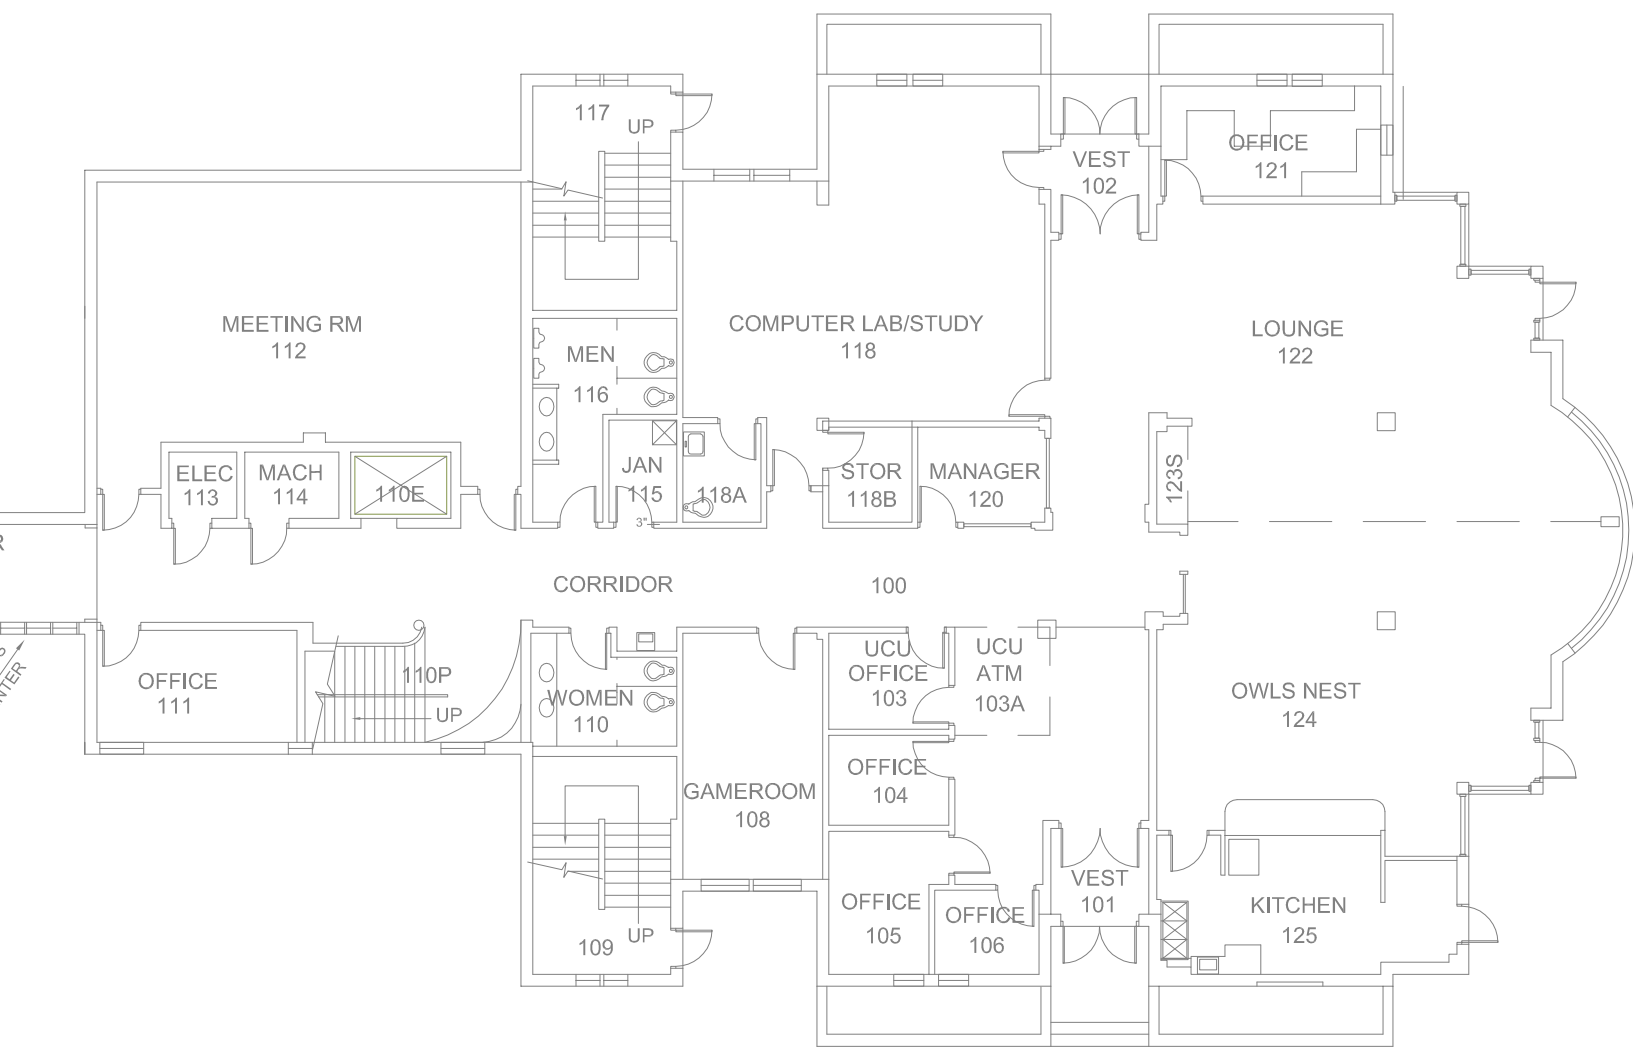 117
UP
VEST
102
OFFICE
121
MEETING RM
112
COMPUTER LAB/STUDY
118
LOUNGE
122
MEN
116
ELEC
113
MACH
114
110E
JAN
115
3"
118A
STOR
118B
MANAGER
120
123S
R
CORRIDOR
100
OFFICE
111
110P
UP
WOMEN
110
UCU
OFFICE
103
UCU
ATM
103A
OWLS NEST
124
OFFICE
104
GAMEROOM
108
VEST
101
OFFICE
105
OFFICE
106
KITCHEN
125
109
UP
S
NTER